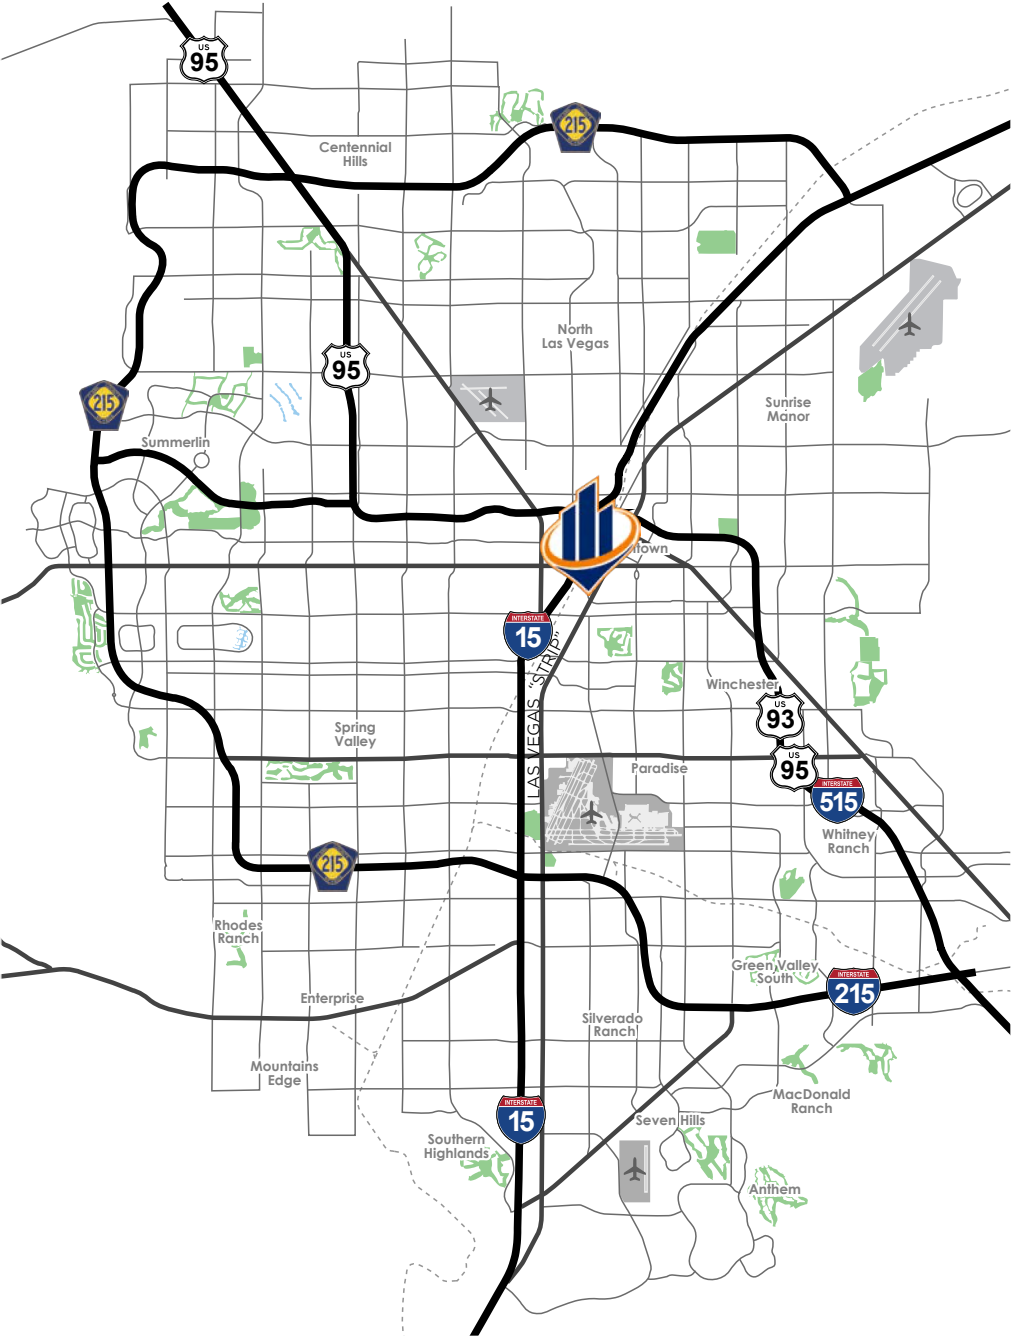 US
95
215
Centennial
Hills
North
Las Vegas
US
95
Sunrise
Manor
215
Summerlin
ntown
INTERSTATE
15
LAS VEGAS "STRIP"
Winchester
US
93
Spring
Valley
US
95
Paradise
INTERSTATE
515
Whitney
Ranch
215
Rhodes
Ranch
Green Valley
South
INTERSTATE
215
Enterprise
Silverado
Ranch
Mountains
Edge
MacDonald
Ranch
INTERSTATE
15
Seven Hills
Southern
Highlands
Anthem